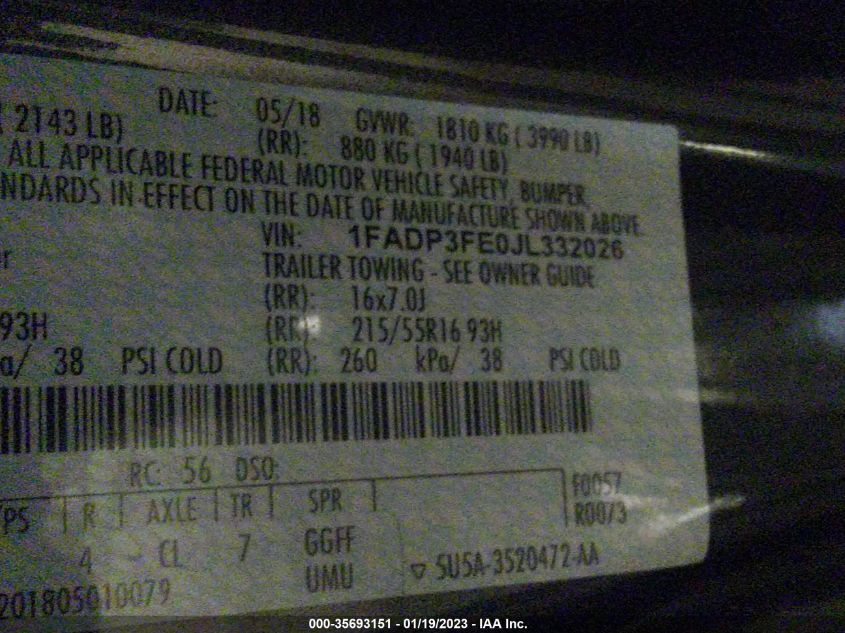 DATE: 05/18 GVWR: 1810 KG ( 3990 LB)
( 2143 LB) (RR): 880 KG ( 1940 LB)
ALL APPLICABLE FEDERAL MOTOR VEHICLE SAFETY, BUMPER,
NDARDS IN EFFECT ON THE DATE OF MANUFACTURE SHOWN ABOVE.
VIN: 1FADP3FE0JL332026
r TRAILER TOWING - SEE OWNER GUIDE
(RR): 16x7.0J
93H (RR): 215/55R16 93H
a/ 38 PSI COLD (RR): 260 kPa/ 38 PSI COLD
RC: 56 DSO:
F0057
/PS R AXLE TR SPR R0073
4 - CL 7 GGFF
UMU ▽ SU5A-3520472-AA
201805010079
000-35693151 - 01/19/2023 - IAA Inc.